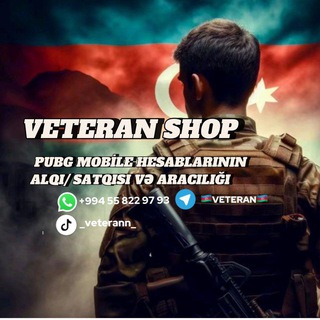 VETERAN SHOP
PUBG MOBİLE HESABLARININ
ALQI/SATQISI VƏ ARACILIĞI
+994 55 822 97 93 🇦🇿VETERAN🇦🇿
_veterann_